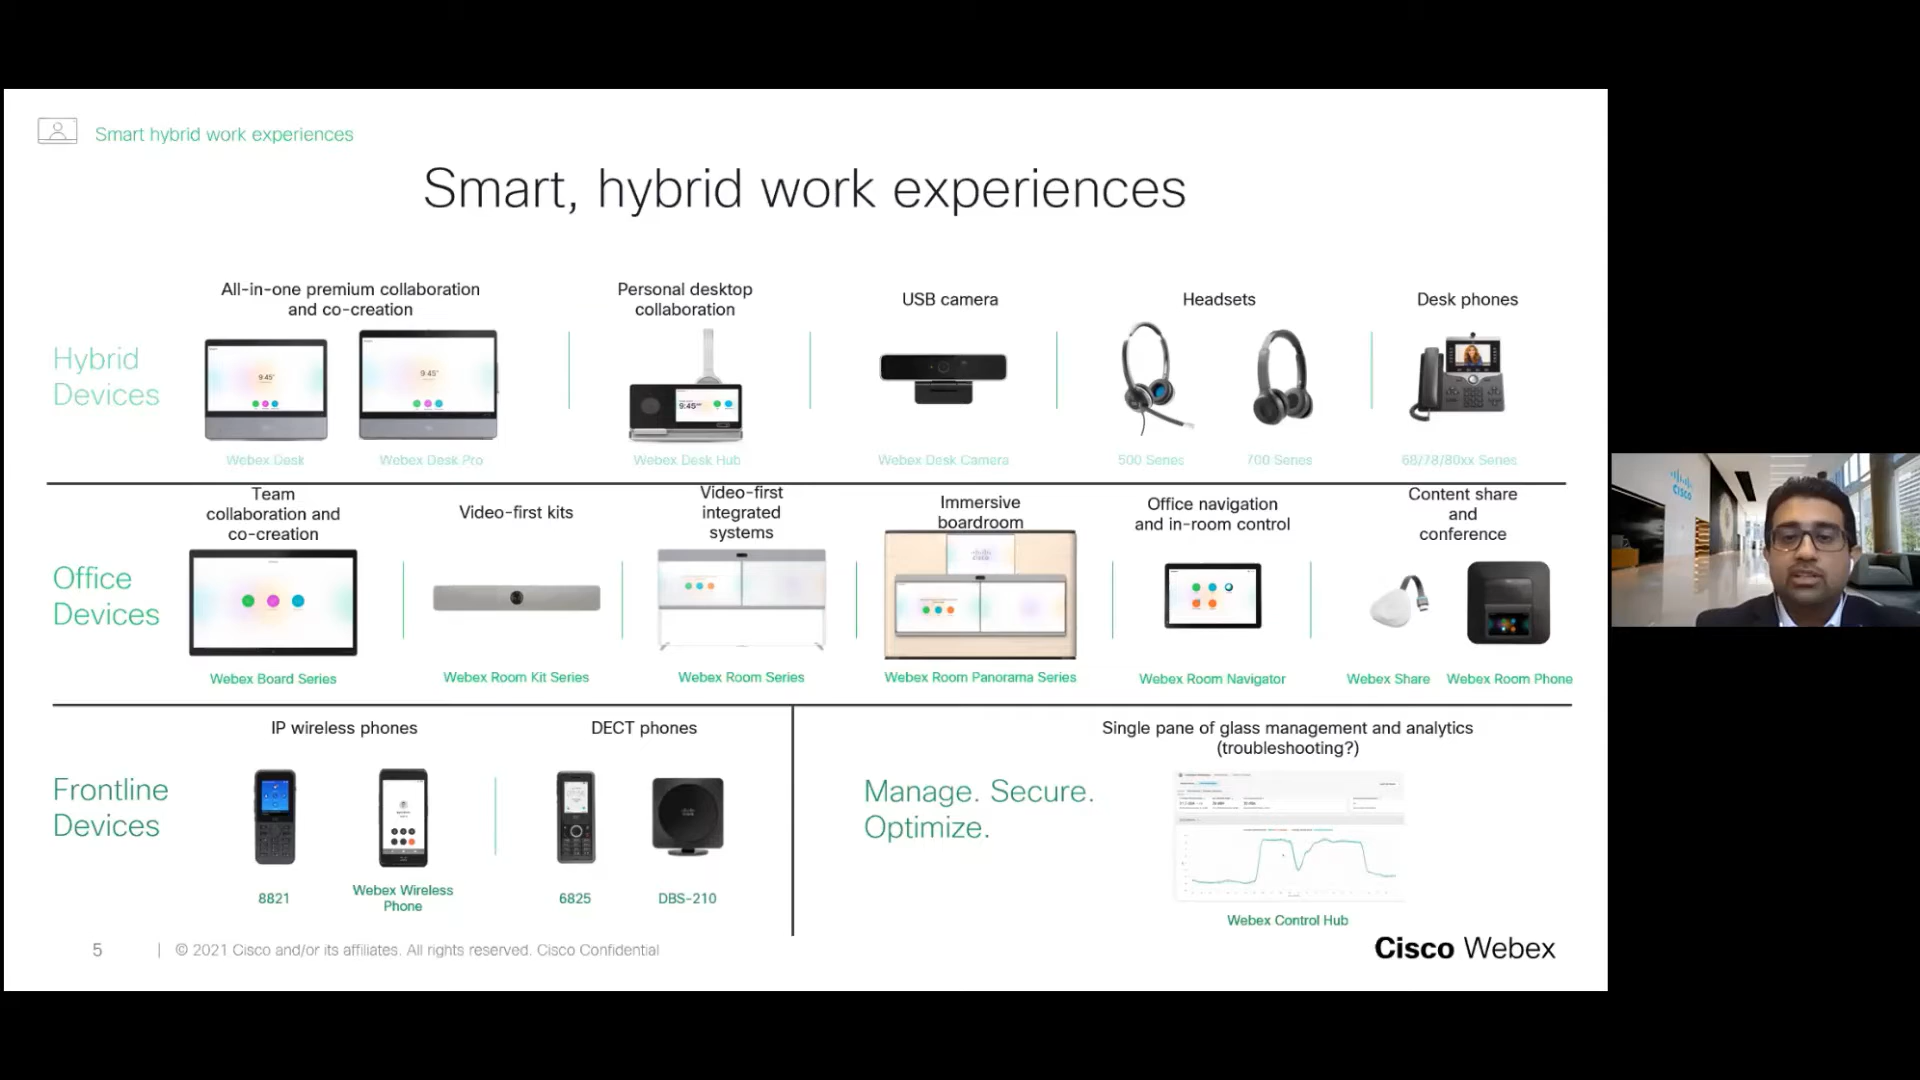 Smart hybrid work experiences
Smart, hybrid work experiences
Hybrid
Devices
All-in-one premium collaboration
and co-creation
Personal desktop
collaboration
USB camera
Headsets
Desk phones
9:45
9:45
9:45
Webex Desk
Webex Desk Pro
Webex Desk Hub
Webex Desk Camera
500 Series
700 Series
68/78/80xx Series
Office
Devices
Team
collaboration and
co-creation
Video-first kits
Video-first
integrated
systems
Immersive
boardroom
Office navigation
and in-room control
Content share
and
conference
CISCO
Webex Board Series
Webex Room Kit Series
Webex Room Series
Webex Room Panorama Series
Webex Room Navigator
Webex Share
Webex Room Phone
Frontline
Devices
IP wireless phones
DECT phones
8821
Webex Wireless
Phone
6825
DBS-210
Manage. Secure.
Optimize.
Single pane of glass management and analytics
(troubleshooting?)
Webex Control Hub
5 | © 2021 Cisco and/or its affiliates. All rights reserved. Cisco Confidential
Cisco Webex